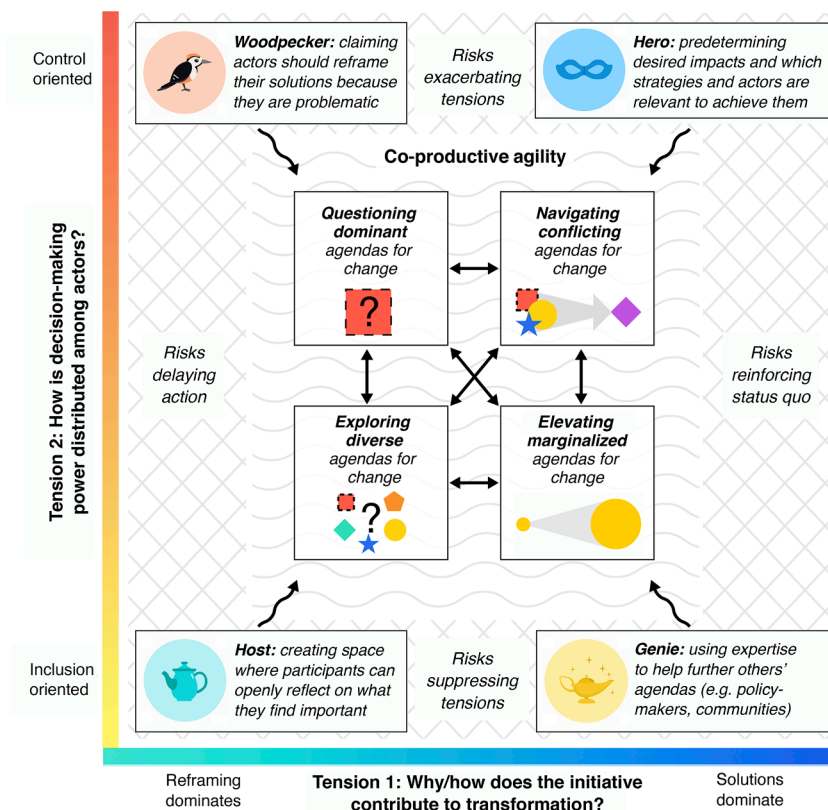 Control
oriented
Woodpecker: claiming
actors should reframe
their solutions because
they are problematic
Risks
exacerbating
tensions
Hero: predetermining
desired impacts and which
strategies and actors are
relevant to achieve them
Co-productive agility
Questioning
dominant
agendas for
change
?
Navigating
conflicting
agendas for
change
Tension 2: How is decision-making
power distributed among actors?
Risks
delaying
action
Risks
reinforcing
status quo
Exploring
diverse
agendas for
change
?
Elevating
marginalized
agendas for
change
Inclusion
oriented
Host: creating space
where participants can
openly reflect on what
they find important
Risks
suppressing
tensions
Genie: using expertise
to help further others’
agendas (e.g. policy-
makers, communities)
Reframing
dominates
Tension 1: Why/how does the initiative
contribute to transformation?
Solutions
dominate